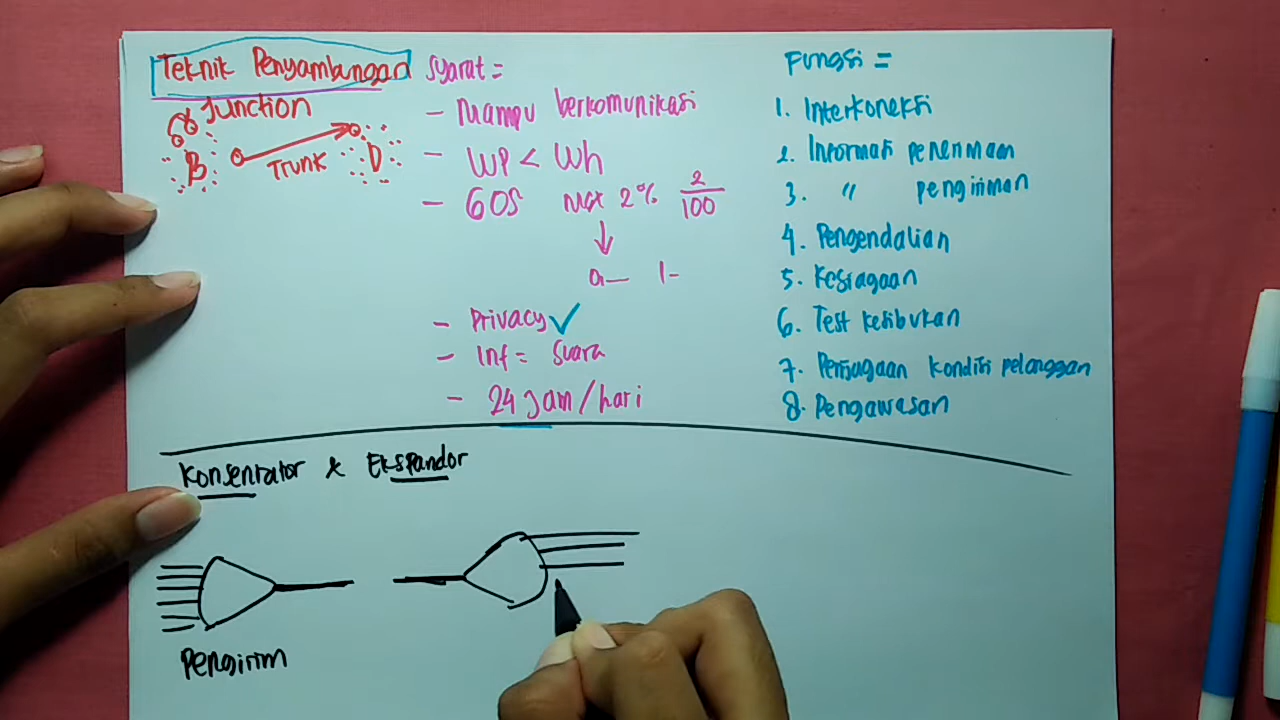 Teknik Penyambungan
Junction
B
Trunk
D
Syarat =
- Mampu berkomunikasi
- WP < Wh
- GOS Max 2% 2/100
- Privacy ✓
- Inf = Suara
- 24 Jam/hari
Fungsi =
1. Interkoneksi
2. Informasi penerimaan
3. " pengiriman
4. Pengendalian
5. Kesiagaan
6. Test kesibukan
7. Penjagaan kondisi pelanggan
8. Pengawasan
Konsentrator & Ekspandor
Pengirim